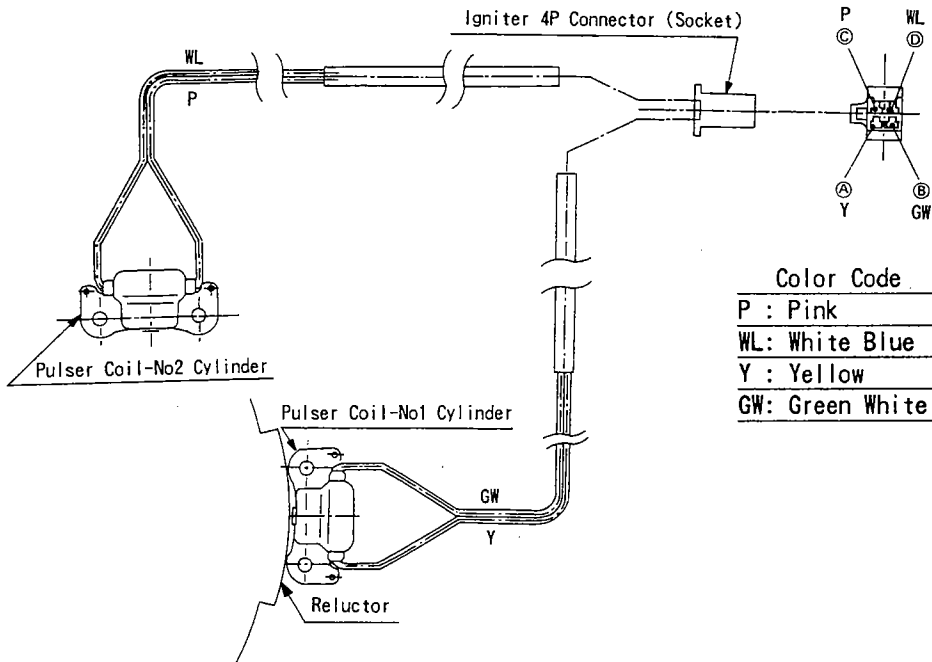 Igniter 4P Connector (Socket)
P
WL
Ⓒ
Ⓓ
WL
P
Ⓐ
Ⓑ
Y
GW
Color Code
P : Pink
WL: White Blue
Y : Yellow
GW: Green White
Pulser Coil-No2 Cylinder
Pulser Coil-No1 Cylinder
GW
Y
Reluctor